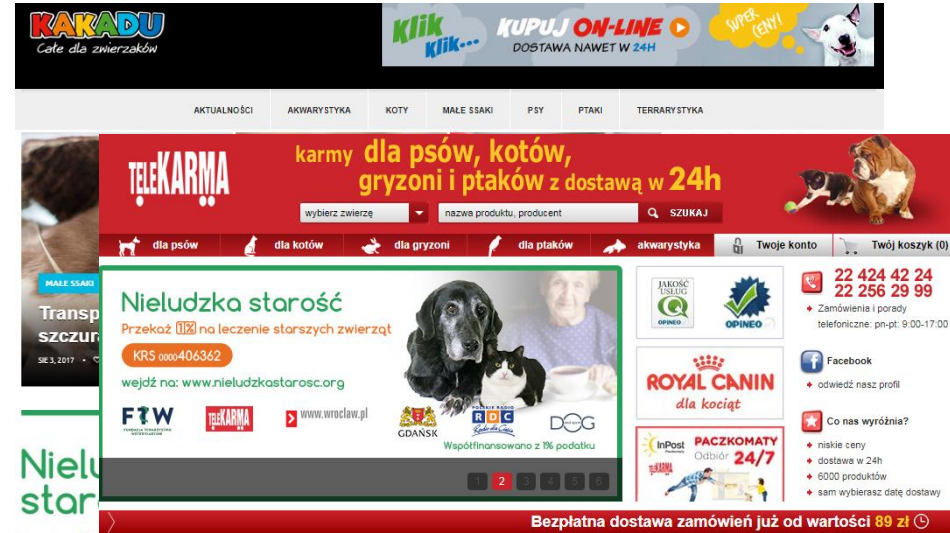 KAKADU
Całe dla zwierzaków
Klik
Klik...
KUPUJ ON-LINE
DOSTAWA NAWET W 24H
SUPER CENY!
AKTUALNOŚCI AKWARYSTYKA KOTY MAŁE SSAKI PSY PTAKI TERRARYSTYKA
MAŁE SSAKI
Transp
szczur
SIE 3, 2017
Nielu
star
TELEKARMA
karmy dla psów, kotów,
gryzoni i ptaków z dostawą w 24h
wybierz zwierzę nazwa produktu, producent SZUKAJ
dla psów dla kotów dla gryzoni dla ptaków akwarystyka Twoje konto Twój koszyk (0)
Nieludzka starość
Przekaż 1% na leczenie starszych zwierząt
KRS 0000406362
wejdź na: www.nieludzkastarosc.org
FTW
TELEKARMA
www.wroclaw.pl
GDAŃSK
POLSKIE RADIO
RDC
Radio dla Ciebie
DOG
Współfinansowano z 1% podatku
1 2 3 4 5 6
JAKOŚĆ
USŁUG
Q
OPINEO
OPINEO
ROYAL CANIN
dla kociąt
InPost PACZKOMATY
Odbiór 24/7
TELEKARMA
22 424 42 24
22 256 29 99
Zamówienia i porady
telefoniczne: pn-pt: 9:00-17:00
Facebook
odwiedź nasz profil
Co nas wyróżnia?
niskie ceny
dostawa w 24h
6000 produktów
sam wybierasz datę dostawy
Bezpłatna dostawa zamówień już od wartości 89 zł